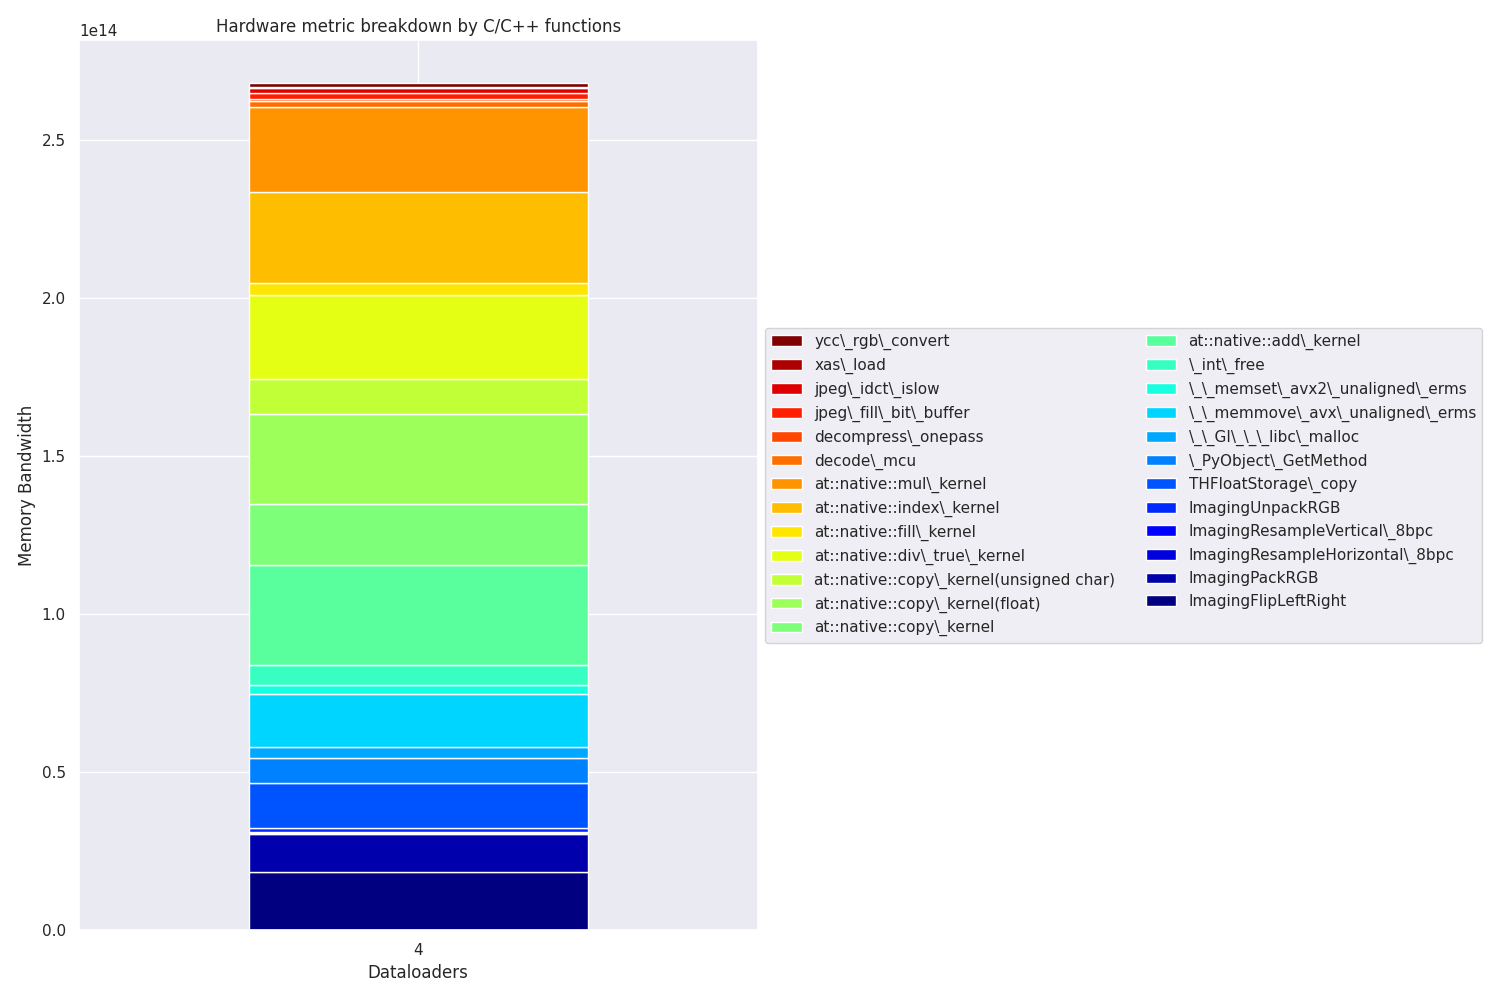 Hardware metric breakdown by C/C++ functions
1e14
2.5
2.0
1.5
1.0
0.5
0.0
Memory Bandwidth
4
Dataloaders
ycc\_rgb\_convert
xas\_load
jpeg\_idct\_islow
jpeg\_fill\_bit\_buffer
decompress\_onepass
decode\_mcu
at::native::mul\_kernel
at::native::index\_kernel
at::native::fill\_kernel
at::native::div\_true\_kernel
at::native::copy\_kernel(unsigned char)
at::native::copy\_kernel(float)
at::native::copy\_kernel
at::native::add\_kernel
\_int\_free
\_\_memset\_avx2\_unaligned\_erms
\_\_memmove\_avx\_unaligned\_erms
\_\_GI\_\_\_libc\_malloc
\_PyObject\_GetMethod
THFloatStorage\_copy
ImagingUnpackRGB
ImagingResampleVertical\_8bpc
ImagingResampleHorizontal\_8bpc
ImagingPackRGB
ImagingFlipLeftRight